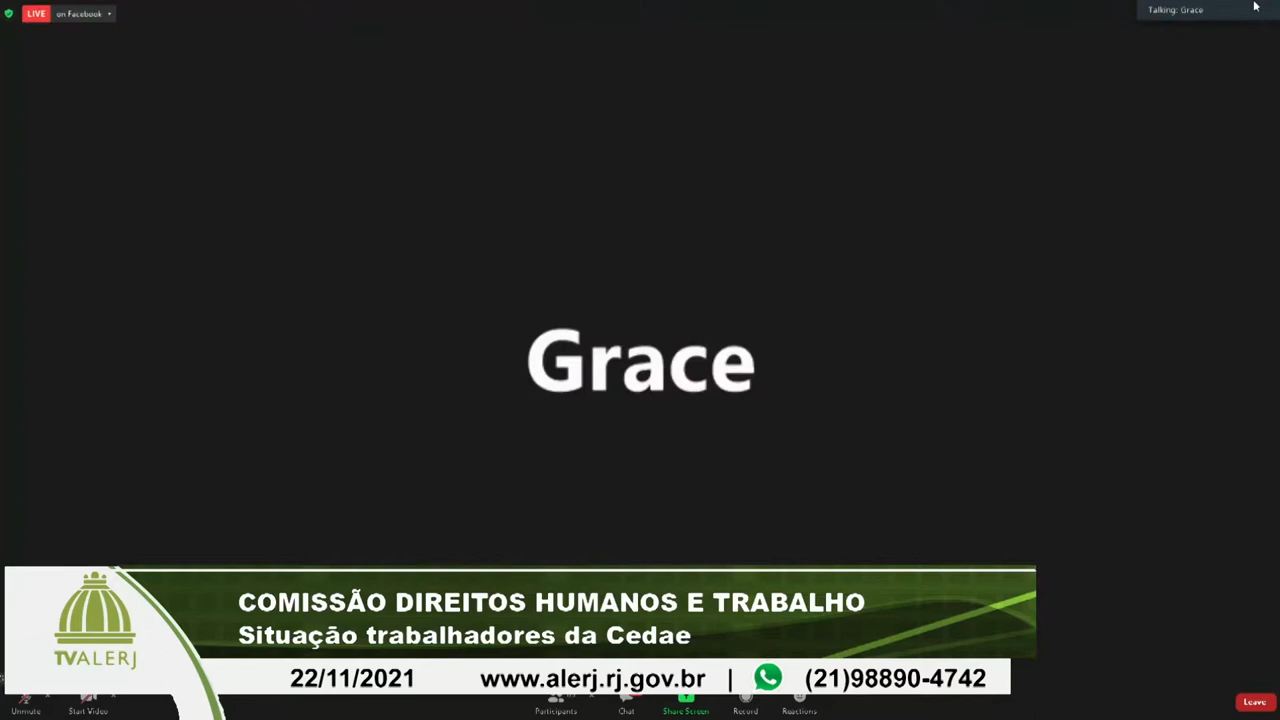 LIVE on Facebook
Talking: Grace
Grace
COMISSÃO DIREITOS HUMANOS E TRABALHO
Situação trabalhadores da Cedae
TVALERJ
22/11/2021 www.alerj.rj.gov.br | (21)98890-4742
Unmute Start Video Participants Chat Share Screen Record Reactions Leave